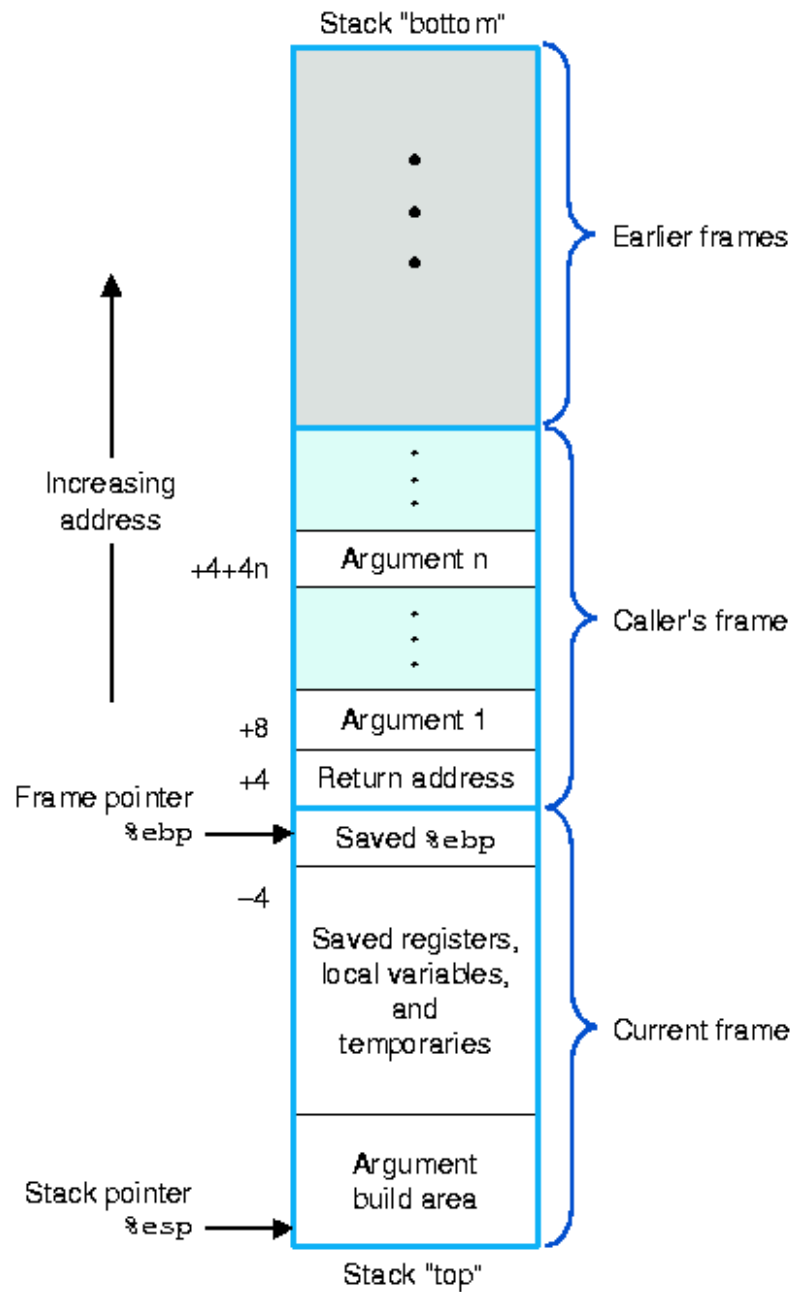 Stack "bottom"
Earlier frames
Increasing
address
+4+4n
Argument n
Caller's frame
+8
Argument 1
+4
Return address
Frame pointer
%ebp
Saved %ebp
−4
Saved registers,
local variables,
and
temporaries
Current frame
Argument
build area
Stack pointer
%esp
Stack "top"